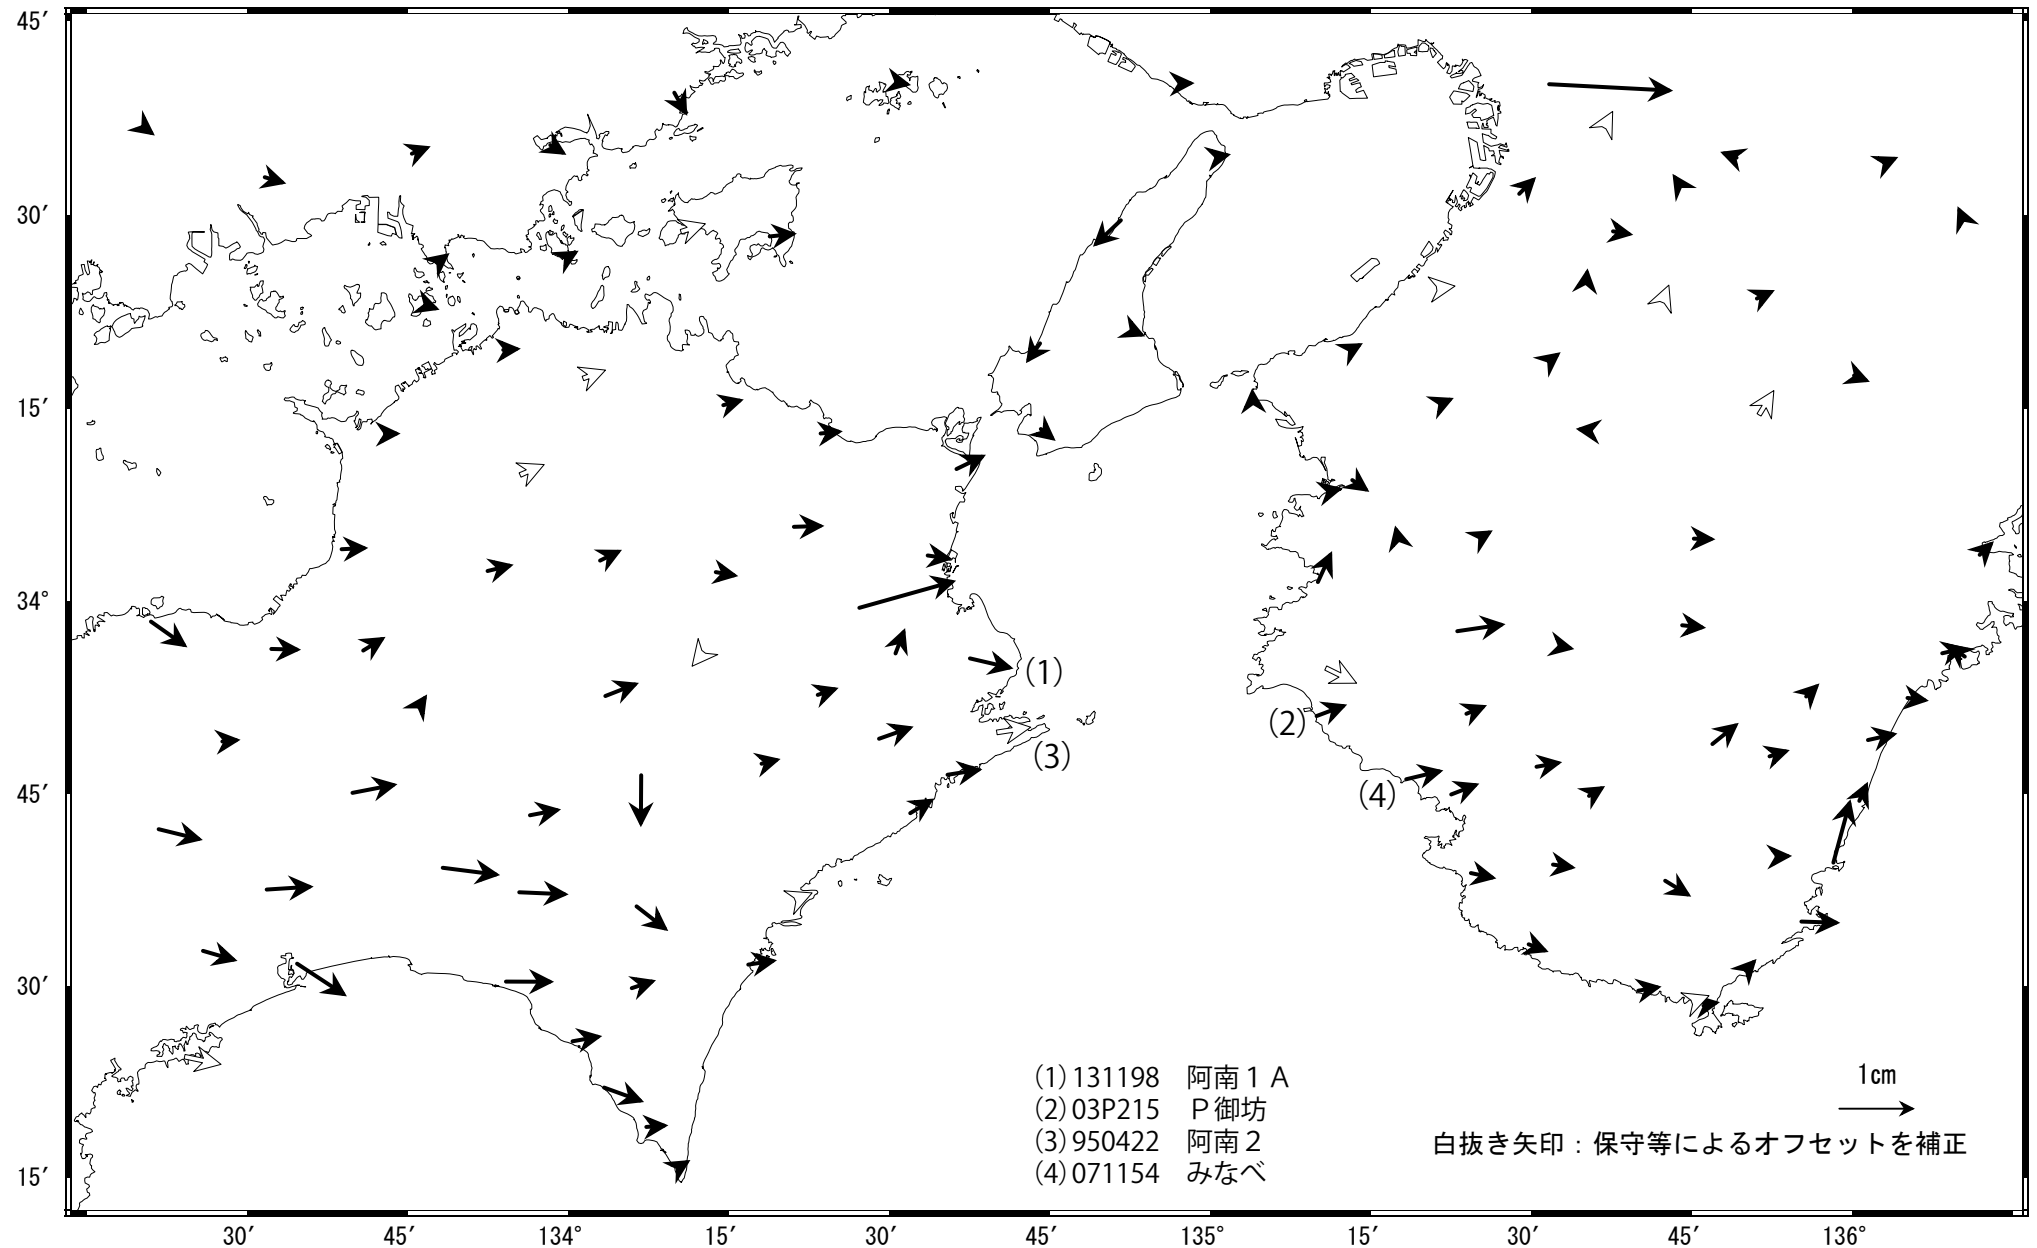 45′
30′
15′
34°
45′
30′
15′
(1)
(2)
(3)
(4)
(1)131198 阿南１Ａ
(2)03P215 Ｐ御坊
(3)950422 阿南２
(4)071154 みなべ
1cm
白抜き矢印：保守等によるオフセットを補正
30′ 45′ 134° 15′ 30′ 45′ 135° 15′ 30′ 45′ 136°